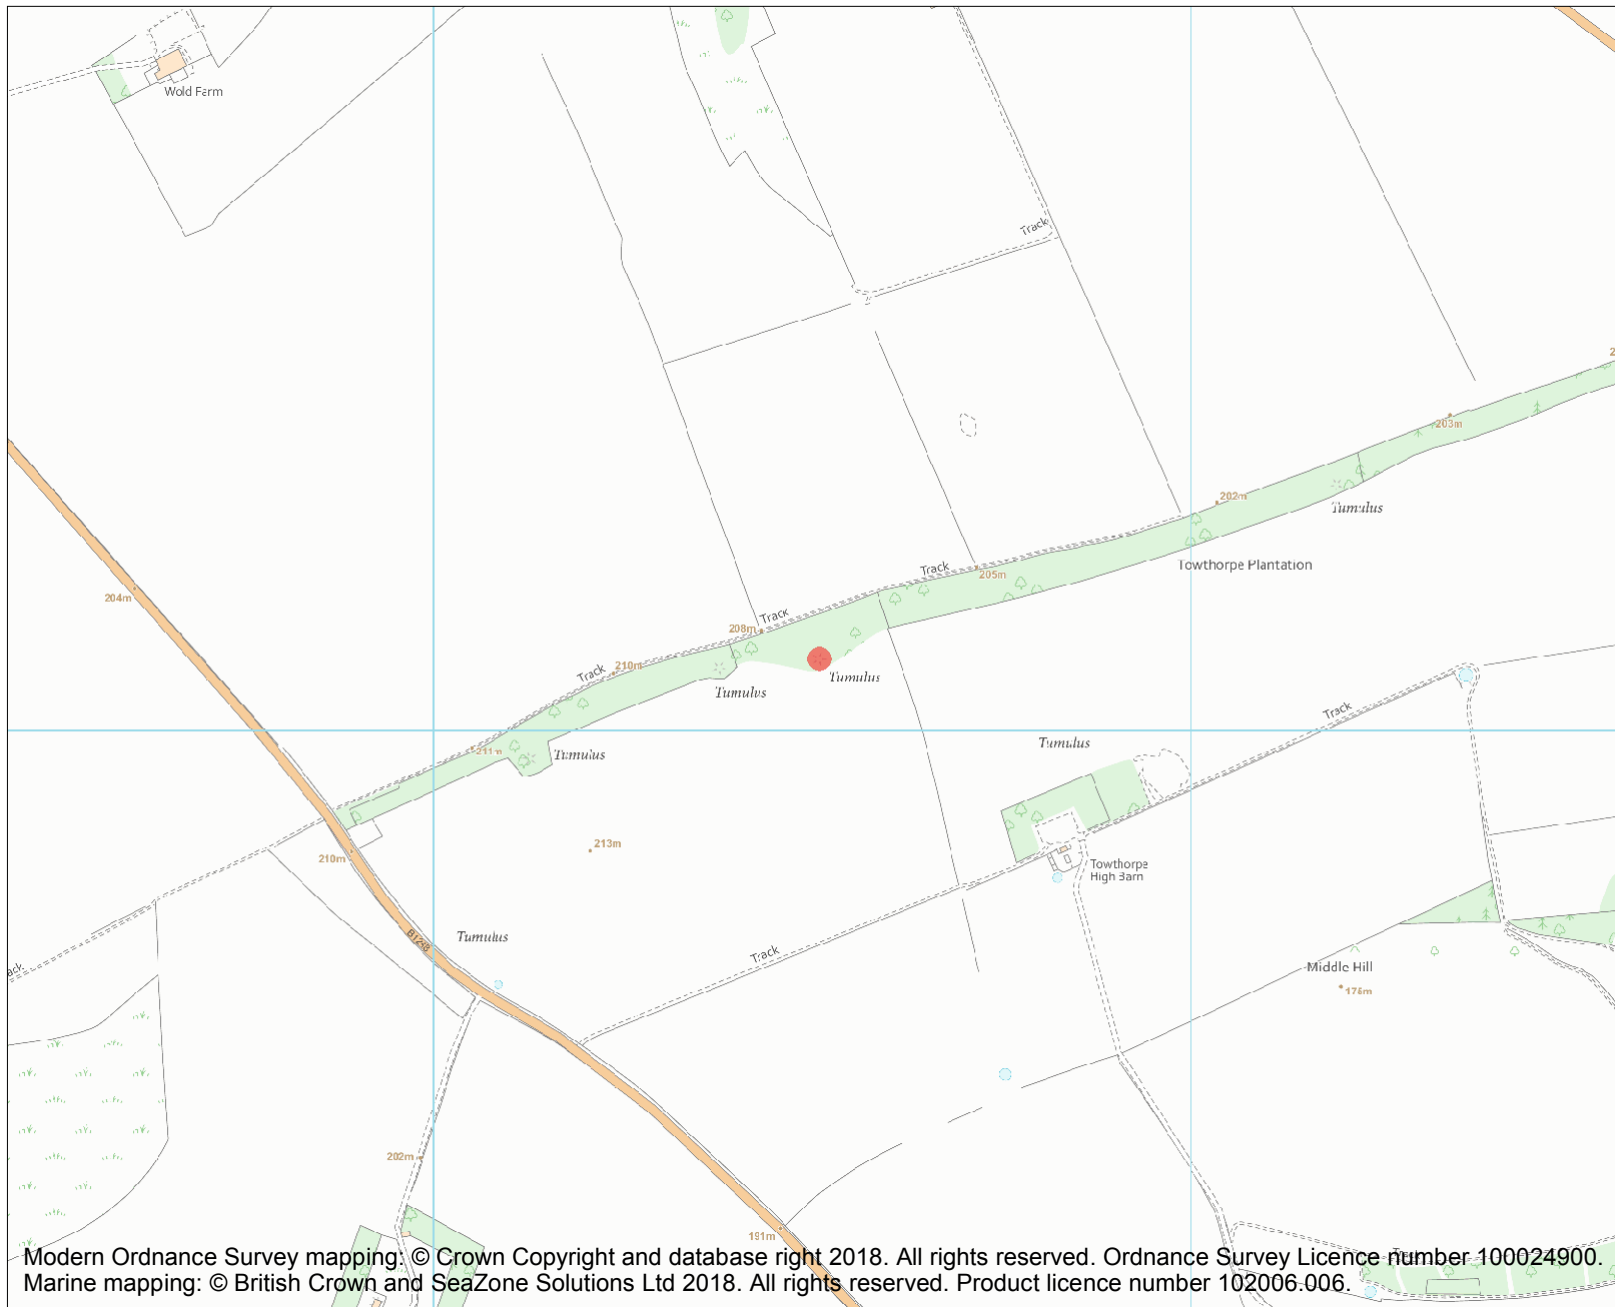 Wold Farm
Track
203m
202m
Tumulus
Towthorpe Plantation
Track
205m
204m
Track
208m
Track
210m
Tumulus
Tumulus
Track
Tumulus
211m
Tumulus
213m
210m
Towthorpe
High Barn
Tumulus
B1248
Track
ack
Middle Hill
202m
191m
Modern Ordnance Survey mapping: © Crown Copyright and database right 2018. All rights reserved. Ordnance Survey Licence number 100024900.
Marine mapping: © British Crown and SeaZone Solutions Ltd 2018. All rights reserved. Product licence number 102006.006.